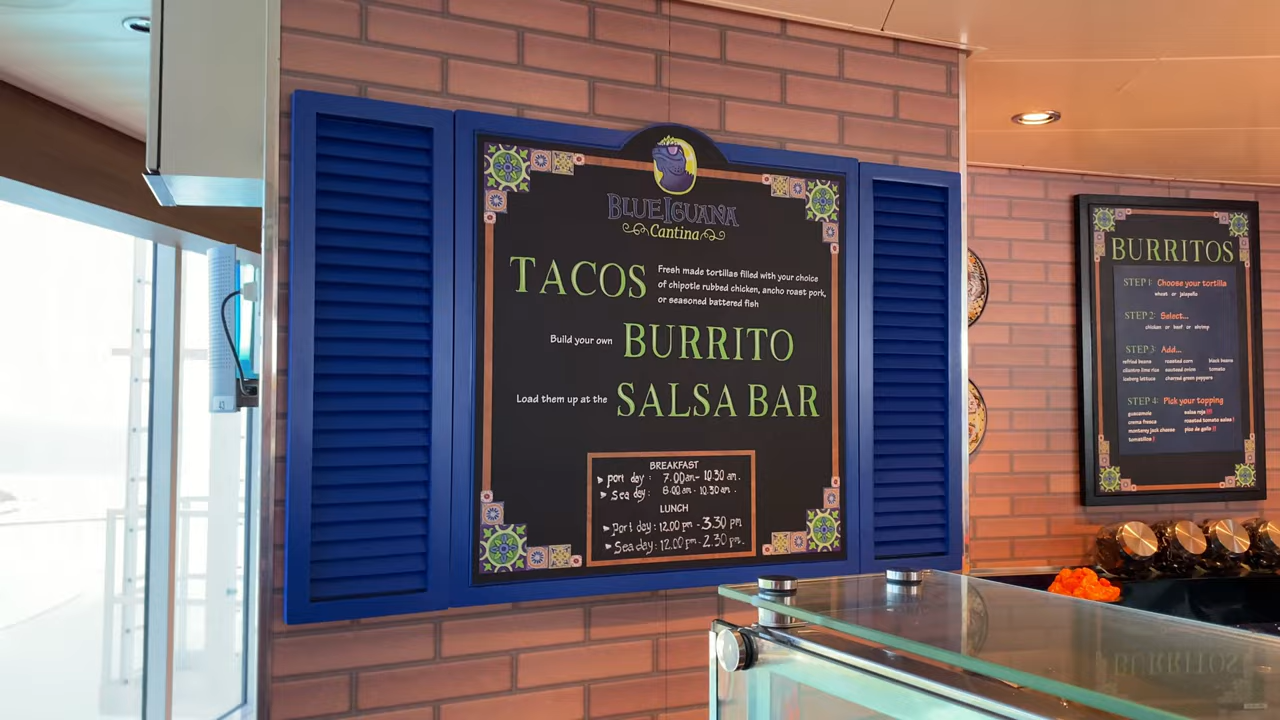 BLUE IGUANA
Cantina
TACOS
Fresh made tortillas filled with your choice
of chipotle rubbed chicken, ancho roast pork,
or seasoned battered fish
Build your own BURRITO
Load them up at the SALSA BAR
BREAKFAST
port day: 7.00am- 10.30 am.
Sea day: 8.00 am - 10.30 am.
LUNCH
port day: 12.00 pm - 3.30 pm
Sea day: 12.00 pm - 2.30 pm.
BURRITOS
STEP 1: Choose your tortilla
wheat or jalapeño
STEP 2: Select...
chicken or beef or shrimp
STEP 3: Add...
refried beans roasted corn black beans
cilantro lime rice sauteed onion tomato
iceberg lettuce charred green peppers
STEP 4: Pick your topping
guacamole salsa roja
crema fresca roasted tomato salsa
monterey jack cheese pico de gallo
tomatillos
BURRITOS